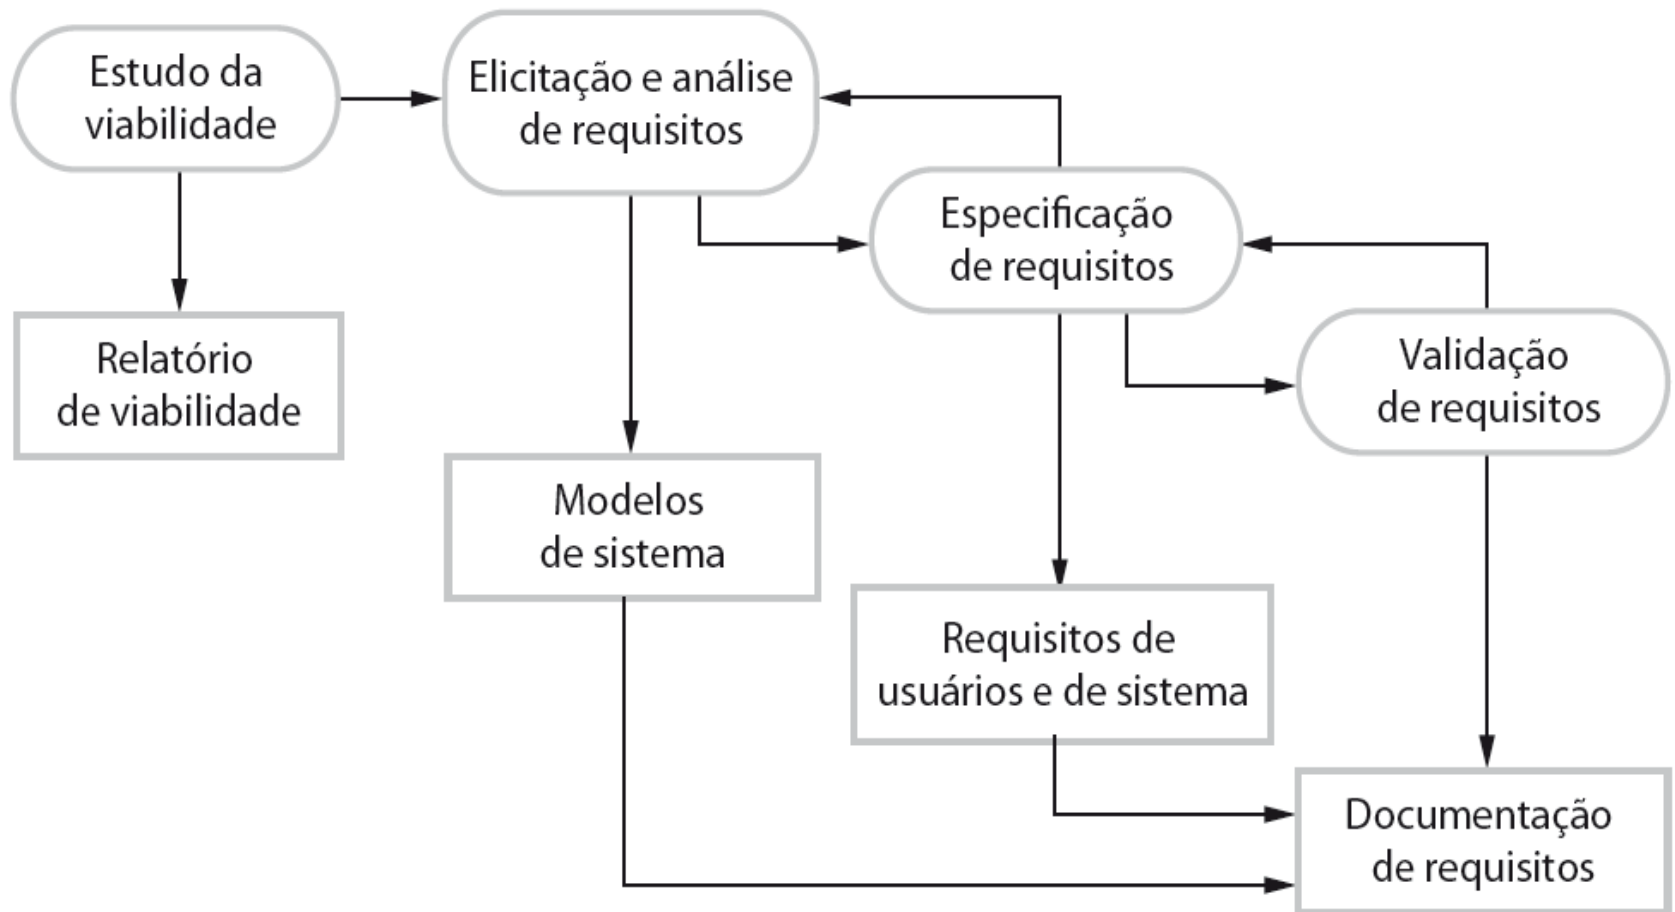 Estudo da
viabilidade
Elicitação e análise
de requisitos
Especificação
de requisitos
Validação
de requisitos
Relatório
de viabilidade
Modelos
de sistema
Requisitos de
usuários e de sistema
Documentação
de requisitos